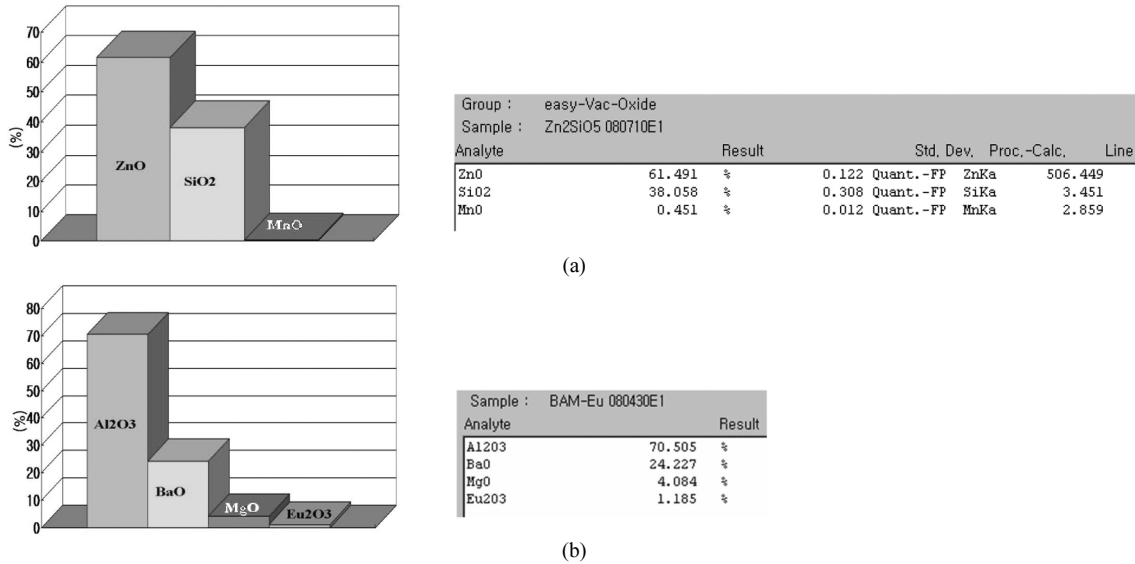 70
60
50
40
30
20
10
0
(%)
ZnO
SiO2
MnO
Group : easy-Vac-Oxide
Sample : Zn2SiO5 080710E1
Analyte Result Std. Dev. Proc.-Calc. Line
ZnO 61.491 % 0.122 Quant.-FP ZnKa 506.449
SiO2 38.058 % 0.308 Quant.-FP SiKa 3.451
MnO 0.451 % 0.012 Quant.-FP MnKa 2.859
(a)
80
70
60
50
40
30
20
10
0
(%)
Al2O3
BaO
MgO
Eu2O3
Sample : BAM-Eu 080430E1
Analyte Result
Al2O3 70.505 %
BaO 24.227 %
MgO 4.084 %
Eu2O3 1.185 %
(b)